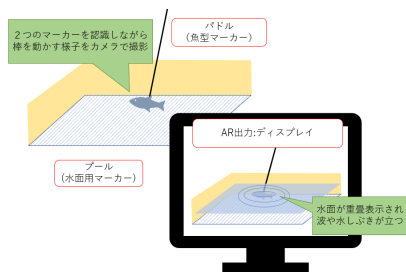 ２つのマーカーを認識しながら
棒を動かす様子をカメラで撮影
パドル
（魚型マーカー）
プール
（水面用マーカー）
AR出力:ディスプレイ
水面が重畳表示され
波や水しぶきが立つ